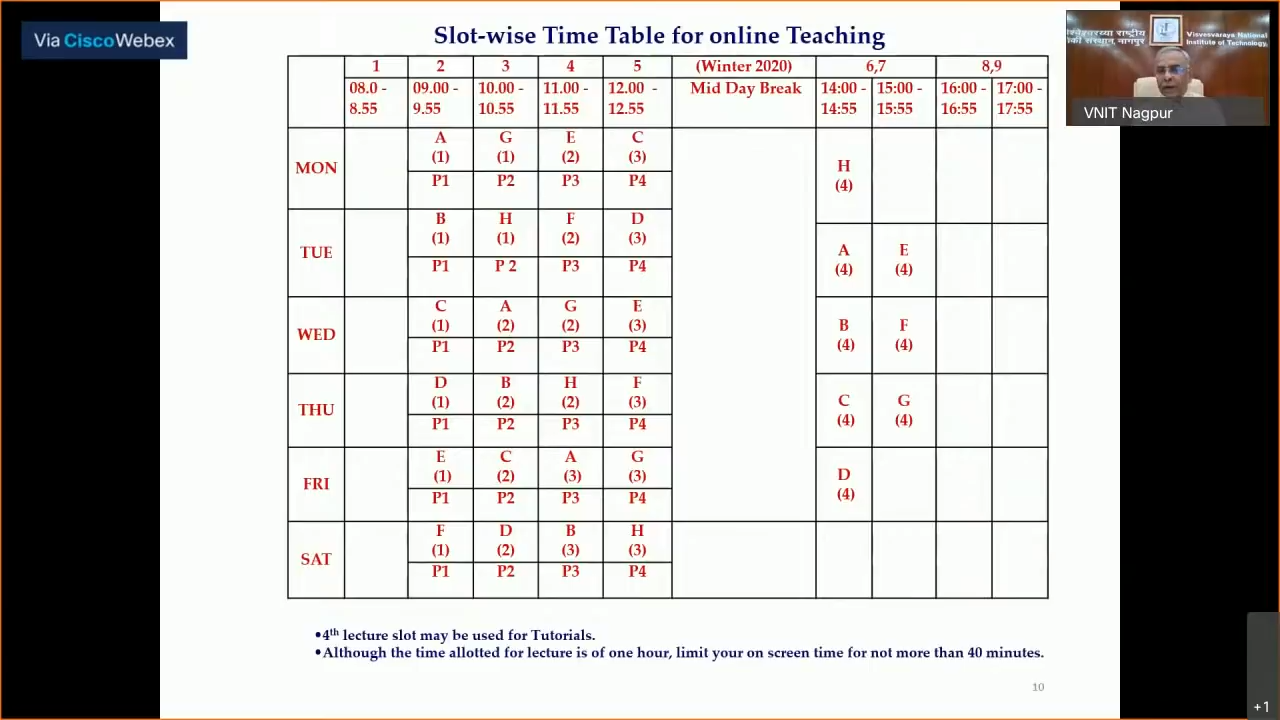 Via CiscoWebex
Slot-wise Time Table for online Teaching
1 2 3 4 5 (Winter 2020) 6,7 8,9
08.0 - 8.55 09.00 - 9.55 10.00 - 10.55 11.00 - 11.55 12.00 - 12.55 Mid Day Break 14:00 - 14:55 15:00 - 15:55 16:00 - 16:55 17:00 - 17:55
MON A (1) G (1) E (2) C (3) H (4)
P1 P2 P3 P4
TUE B (1) H (1) F (2) D (3) A (4) E (4)
P1 P 2 P3 P4
WED C (1) A (2) G (2) E (3) B (4) F (4)
P1 P2 P3 P4
THU D (1) B (2) H (2) F (3) C (4) G (4)
P1 P2 P3 P4
FRI E (1) C (2) A (3) G (3) D (4)
P1 P2 P3 P4
SAT F (1) D (2) B (3) H (3)
P1 P2 P3 P4
•4th lecture slot may be used for Tutorials.
•Although the time allotted for lecture is of one hour, limit your on screen time for not more than 40 minutes.
10
Visvesvaraya National
Institute of Technology,
VNIT Nagpur
+1